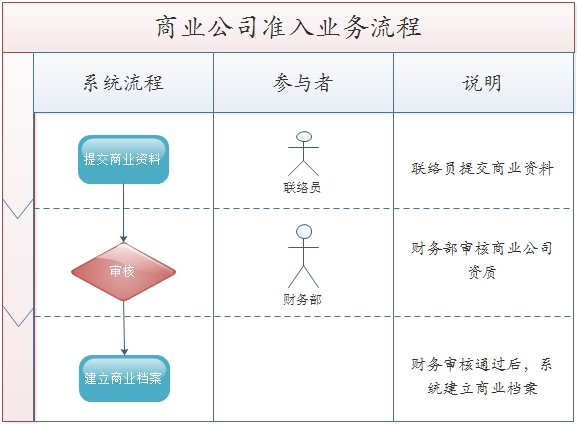 商业公司准入业务流程
系统流程
参与者
说明
提交商业资料
联络员
联络员提交商业资料
审核
财务部
财务部审核商业公司
资质
建立商业档案
财务审核通过后，系
统建立商业档案